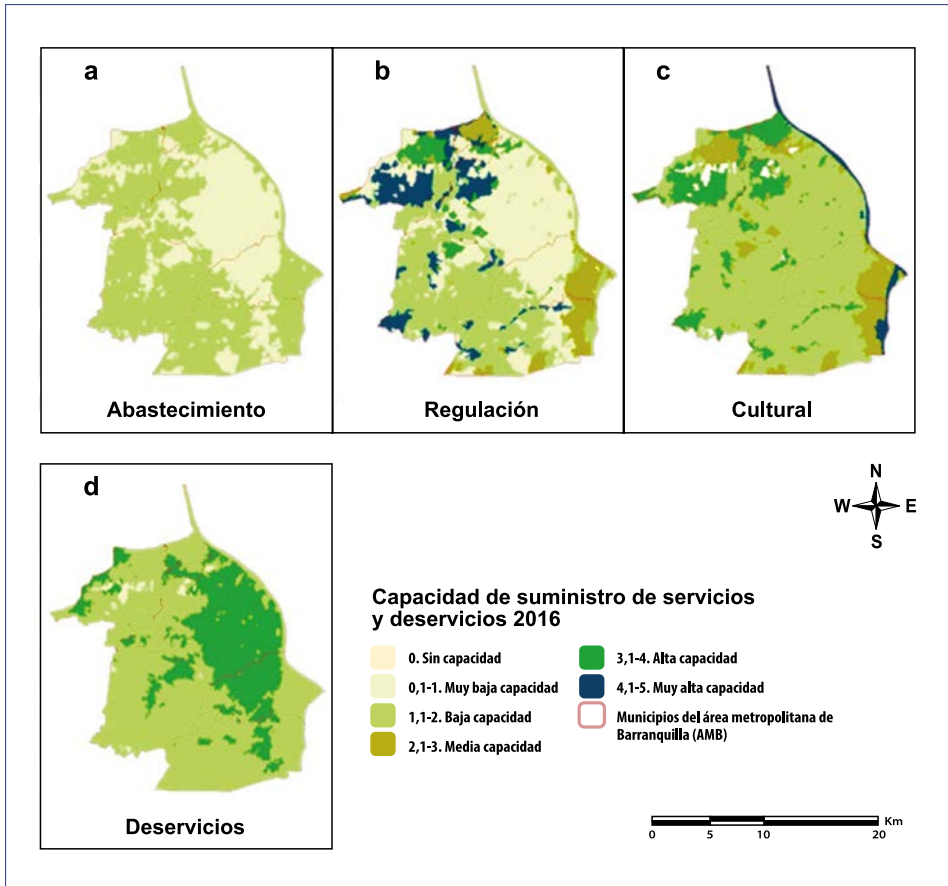 a
b
c
Abastecimiento
Regulación
Cultural
d
Deservicios
N
W E
S
Capacidad de suministro de servicios
y deservicios 2016
0. Sin capacidad
0,1-1. Muy baja capacidad
1,1-2. Baja capacidad
2,1-3. Media capacidad
3,1-4. Alta capacidad
4,1-5. Muy alta capacidad
Municipios del área metropolitana de
Barranquilla (AMB)
Km
0 5 10 20